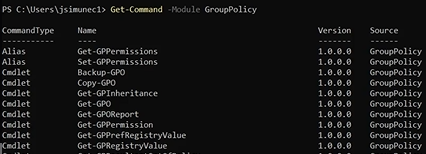 PS C:\Users\jsimunec1> Get-Command -Module GroupPolicy
CommandType Name Version Source
----------- ---- ------- ------
Alias Get-GPPermissions 1.0.0.0 GroupPolicy
Alias Set-GPPermissions 1.0.0.0 GroupPolicy
Cmdlet Backup-GPO 1.0.0.0 GroupPolicy
Cmdlet Copy-GPO 1.0.0.0 GroupPolicy
Cmdlet Get-GPInheritance 1.0.0.0 GroupPolicy
Cmdlet Get-GPO 1.0.0.0 GroupPolicy
Cmdlet Get-GPOReport 1.0.0.0 GroupPolicy
Cmdlet Get-GPPermission 1.0.0.0 GroupPolicy
Cmdlet Get-GPPrefRegistryValue 1.0.0.0 GroupPolicy
Cmdlet Get-GPRegistryValue 1.0.0.0 GroupPolicy